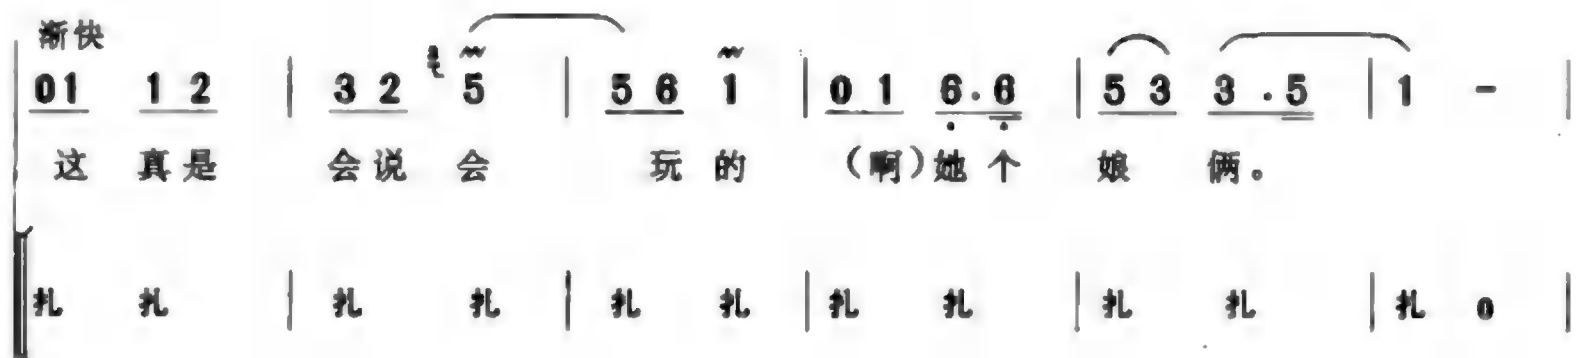 渐快
01 12 | 32 5 | 56 1 | 01 6.6 | 53 3.5 | 1 - |
这 真是 会说 会 玩 的 （啊）她 个 娘 俩。
扎 扎 | 扎 扎 | 扎 扎 | 扎 扎 | 扎 扎 | 扎 0 |